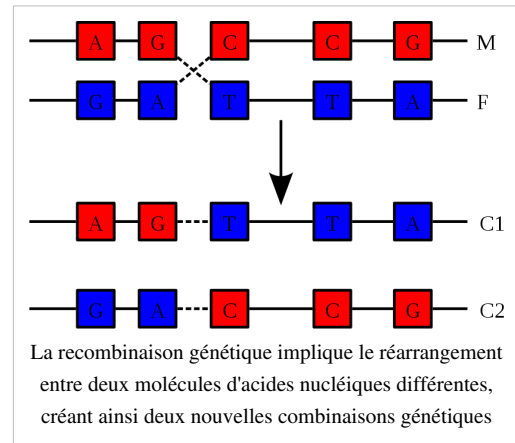 A G C C G M
G A T T A F
A G T T A C1
G A C C G C2
La recombinaison génétique implique le réarrangement
entre deux molécules d'acides nucléiques différentes,
créant ainsi deux nouvelles combinaisons génétiques